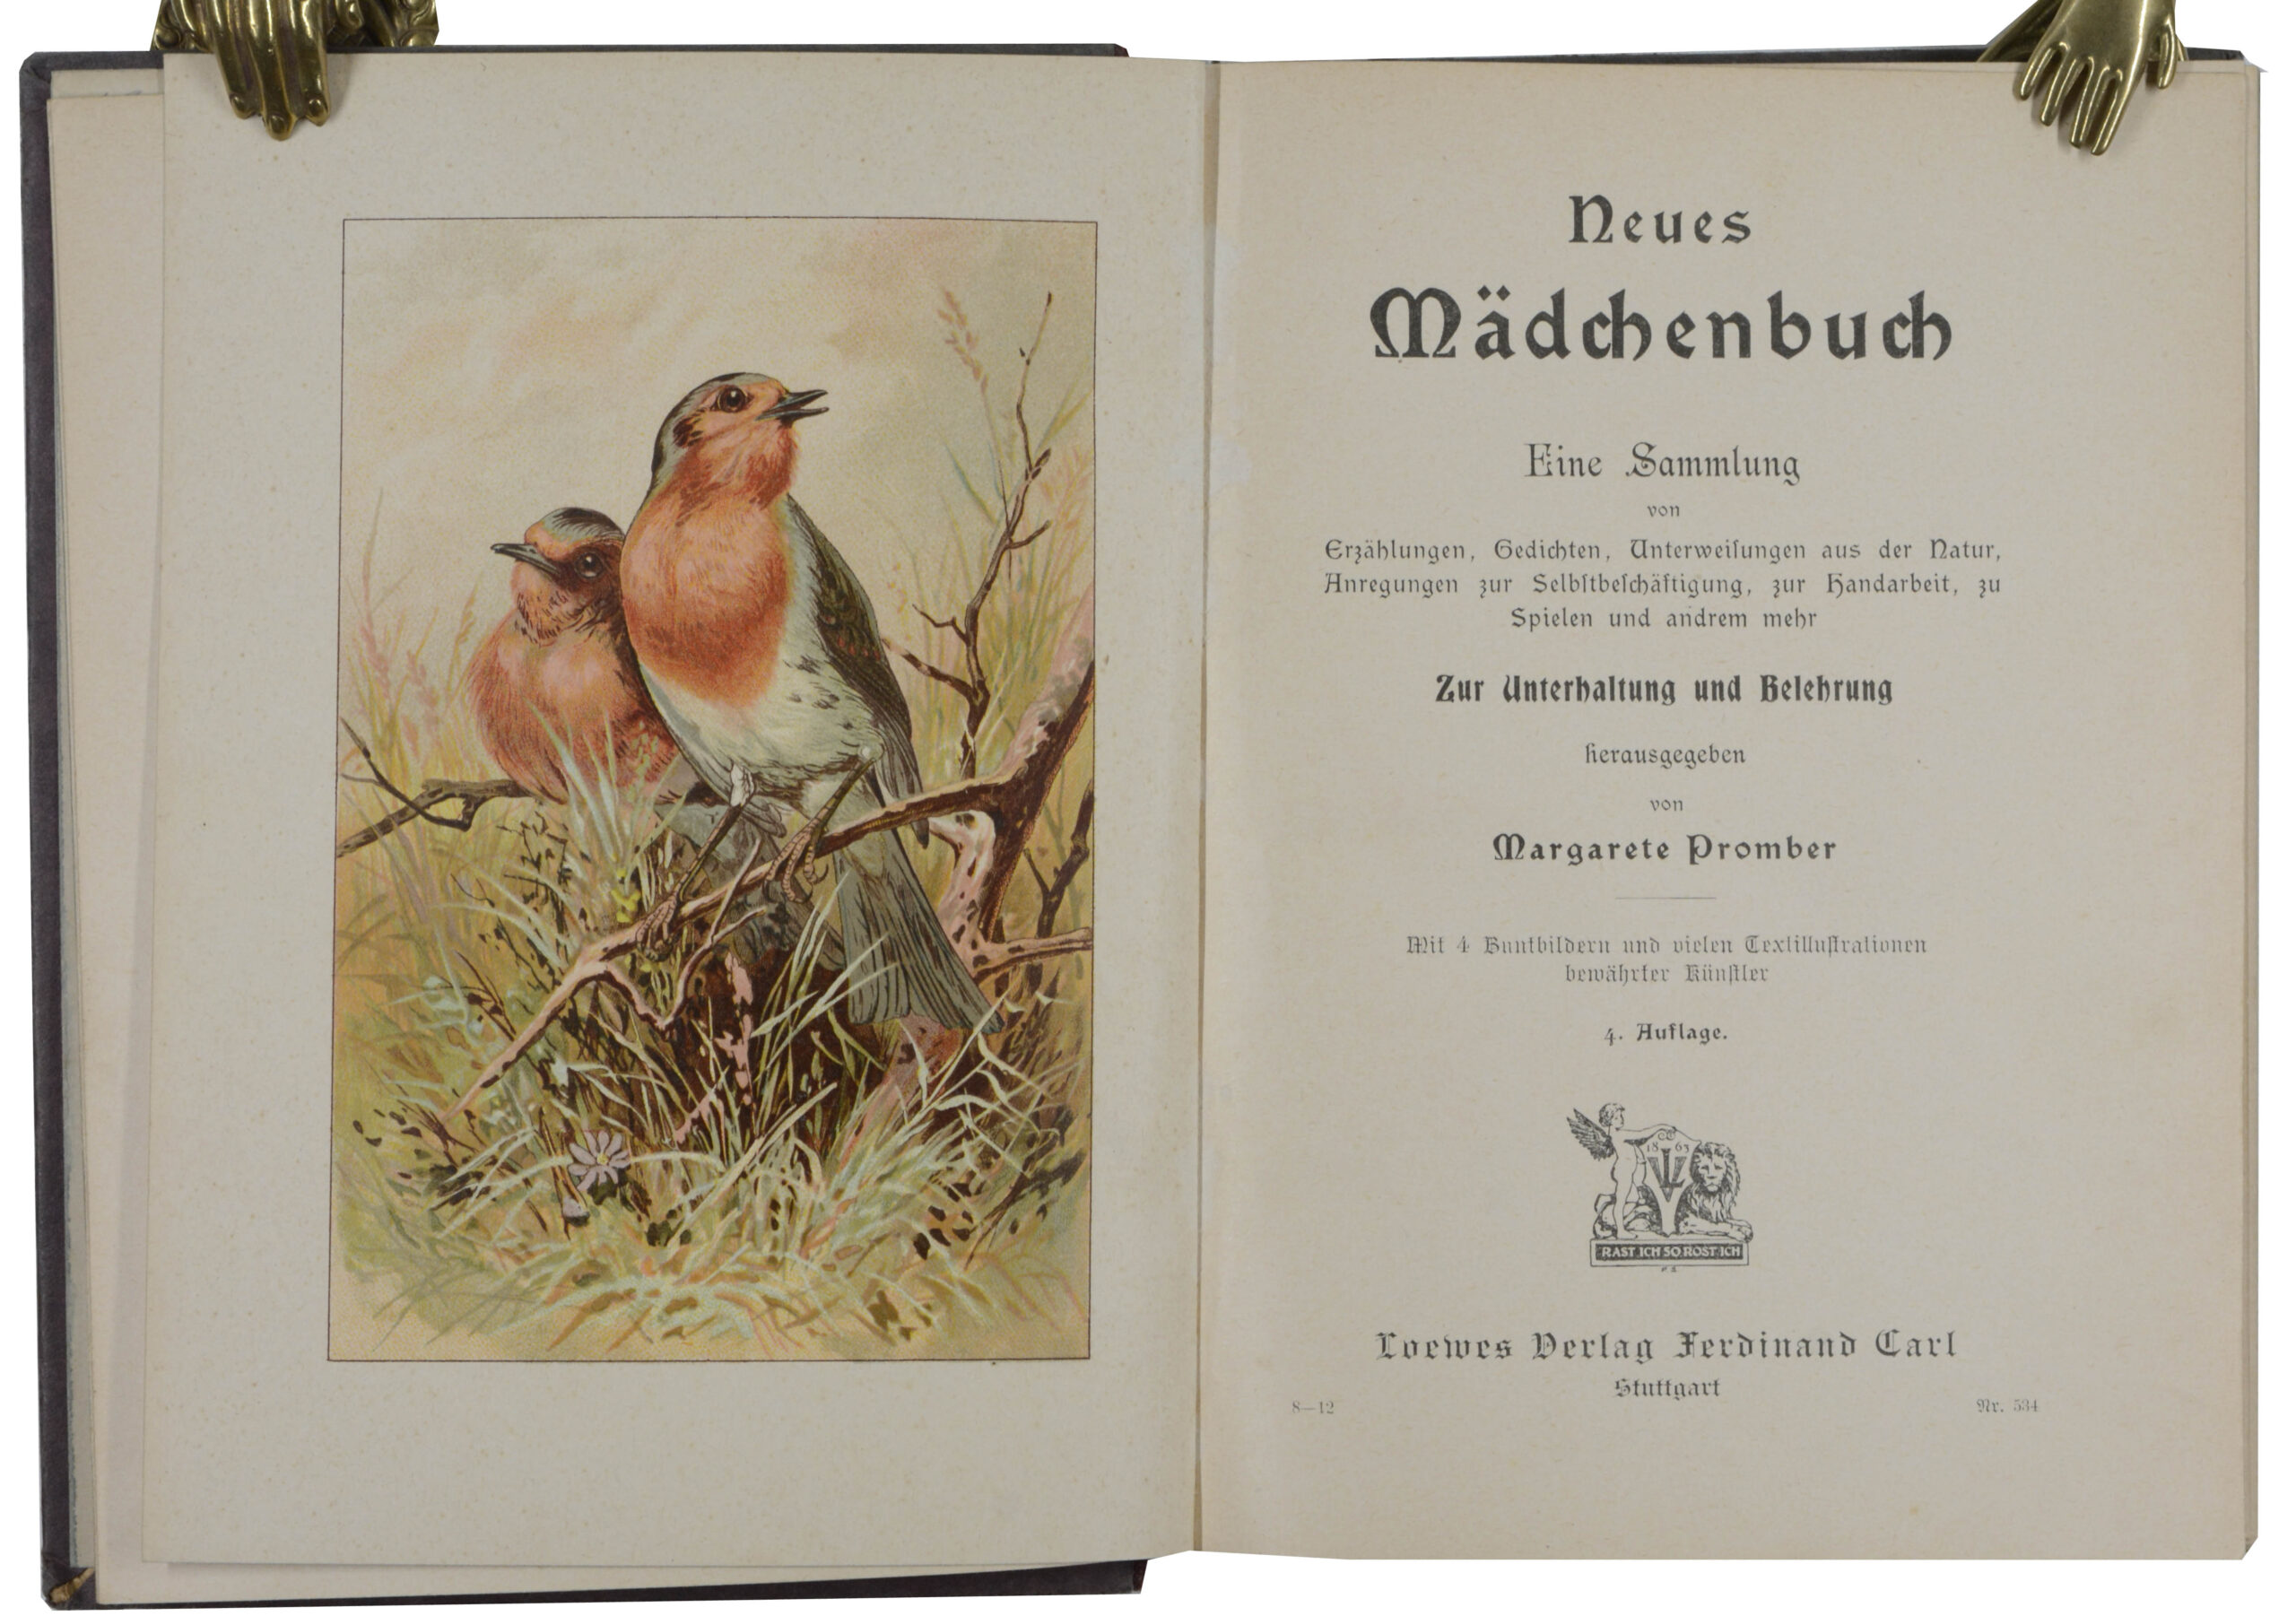 Neues
Mädchenbuch
Eine Sammlung
von
Erzählungen, Gedichten, Unterweiſungen aus der Natur,
Anregungen zur Selbſtbeſchäftigung, zur Handarbeit, zu
Spielen und andrem mehr
Zur Unterhaltung und Belehrung
herausgegeben
von
Margarete Promber
Mit 4 Buntbildern und vielen Textilluſtrationen
bewährter Künſtler
4. Auflage.
18 63
RAST ICH SO ROST ICH
Loewes Verlag Ferdinand Carl
Stuttgart
8—12 Nr. 534